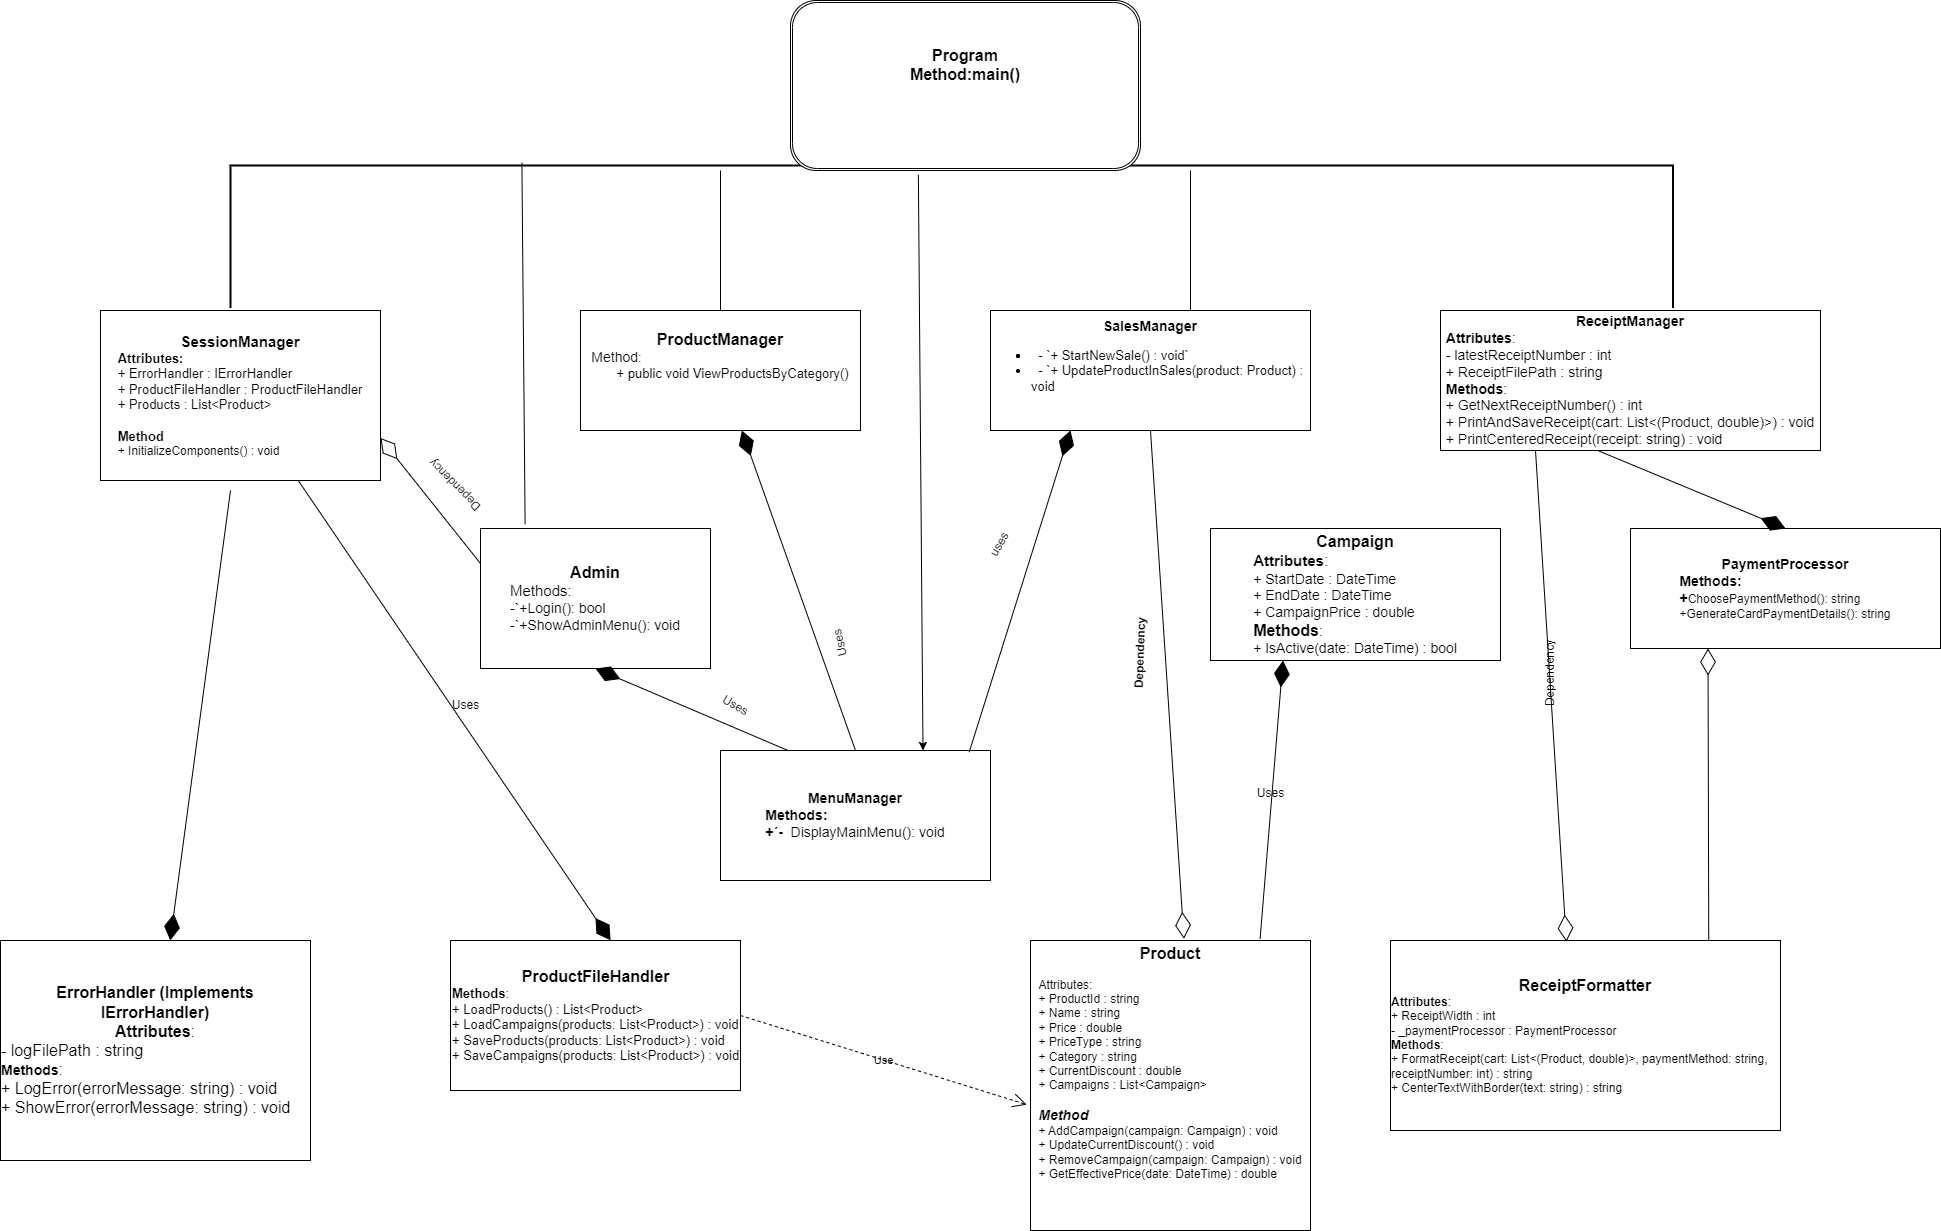 Program
Method:main()
SessionManager
Attributes:
+ ErrorHandler : IErrorHandler
+ ProductFileHandler : ProductFileHandler
+ Products : List<Product>
Method
+ InitializeComponents() : void
ProductManager
Method:
+ public void ViewProductsByCategory()
SalesManager
• - `+ StartNewSale() : void`
• - `+ UpdateProductInSales(product: Product) :
void
ReceiptManager
Attributes:
- latestReceiptNumber : int
+ ReceiptFilePath : string
Methods:
+ GetNextReceiptNumber() : int
+ PrintAndSaveReceipt(cart: List<(Product, double)>) : void
+ PrintCenteredReceipt(receipt: string) : void
Dependency
Admin
Methods:
-`+Login(): bool
-`+ShowAdminMenu(): void
uses
Campaign
Attributes:
+ StartDate : DateTime
+ EndDate : DateTime
+ CampaignPrice : double
Methods:
+ IsActive(date: DateTime) : bool
PaymentProcessor
Methods:
+ChoosePaymentMethod(): string
+GenerateCardPaymentDetails(): string
Uses
Uses
Uses
Dependency
Dependency
MenuManager
Methods:
+´- DisplayMainMenu(): void
Uses
ErrorHandler (Implements
IErrorHandler)
Attributes:
- logFilePath : string
Methods:
+ LogError(errorMessage: string) : void
+ ShowError(errorMessage: string) : void
ProductFileHandler
Methods:
+ LoadProducts() : List<Product>
+ LoadCampaigns(products: List<Product>) : void
+ SaveProducts(products: List<Product>) : void
+ SaveCampaigns(products: List<Product>) : void
Use
Product
Attributes:
+ ProductId : string
+ Name : string
+ Price : double
+ PriceType : string
+ Category : string
+ CurrentDiscount : double
+ Campaigns : List<Campaign>
Method
+ AddCampaign(campaign: Campaign) : void
+ UpdateCurrentDiscount() : void
+ RemoveCampaign(campaign: Campaign) : void
+ GetEffectivePrice(date: DateTime) : double
ReceiptFormatter
Attributes:
+ ReceiptWidth : int
- _paymentProcessor : PaymentProcessor
Methods:
+ FormatReceipt(cart: List<(Product, double)>, paymentMethod: string,
receiptNumber: int) : string
+ CenterTextWithBorder(text: string) : string